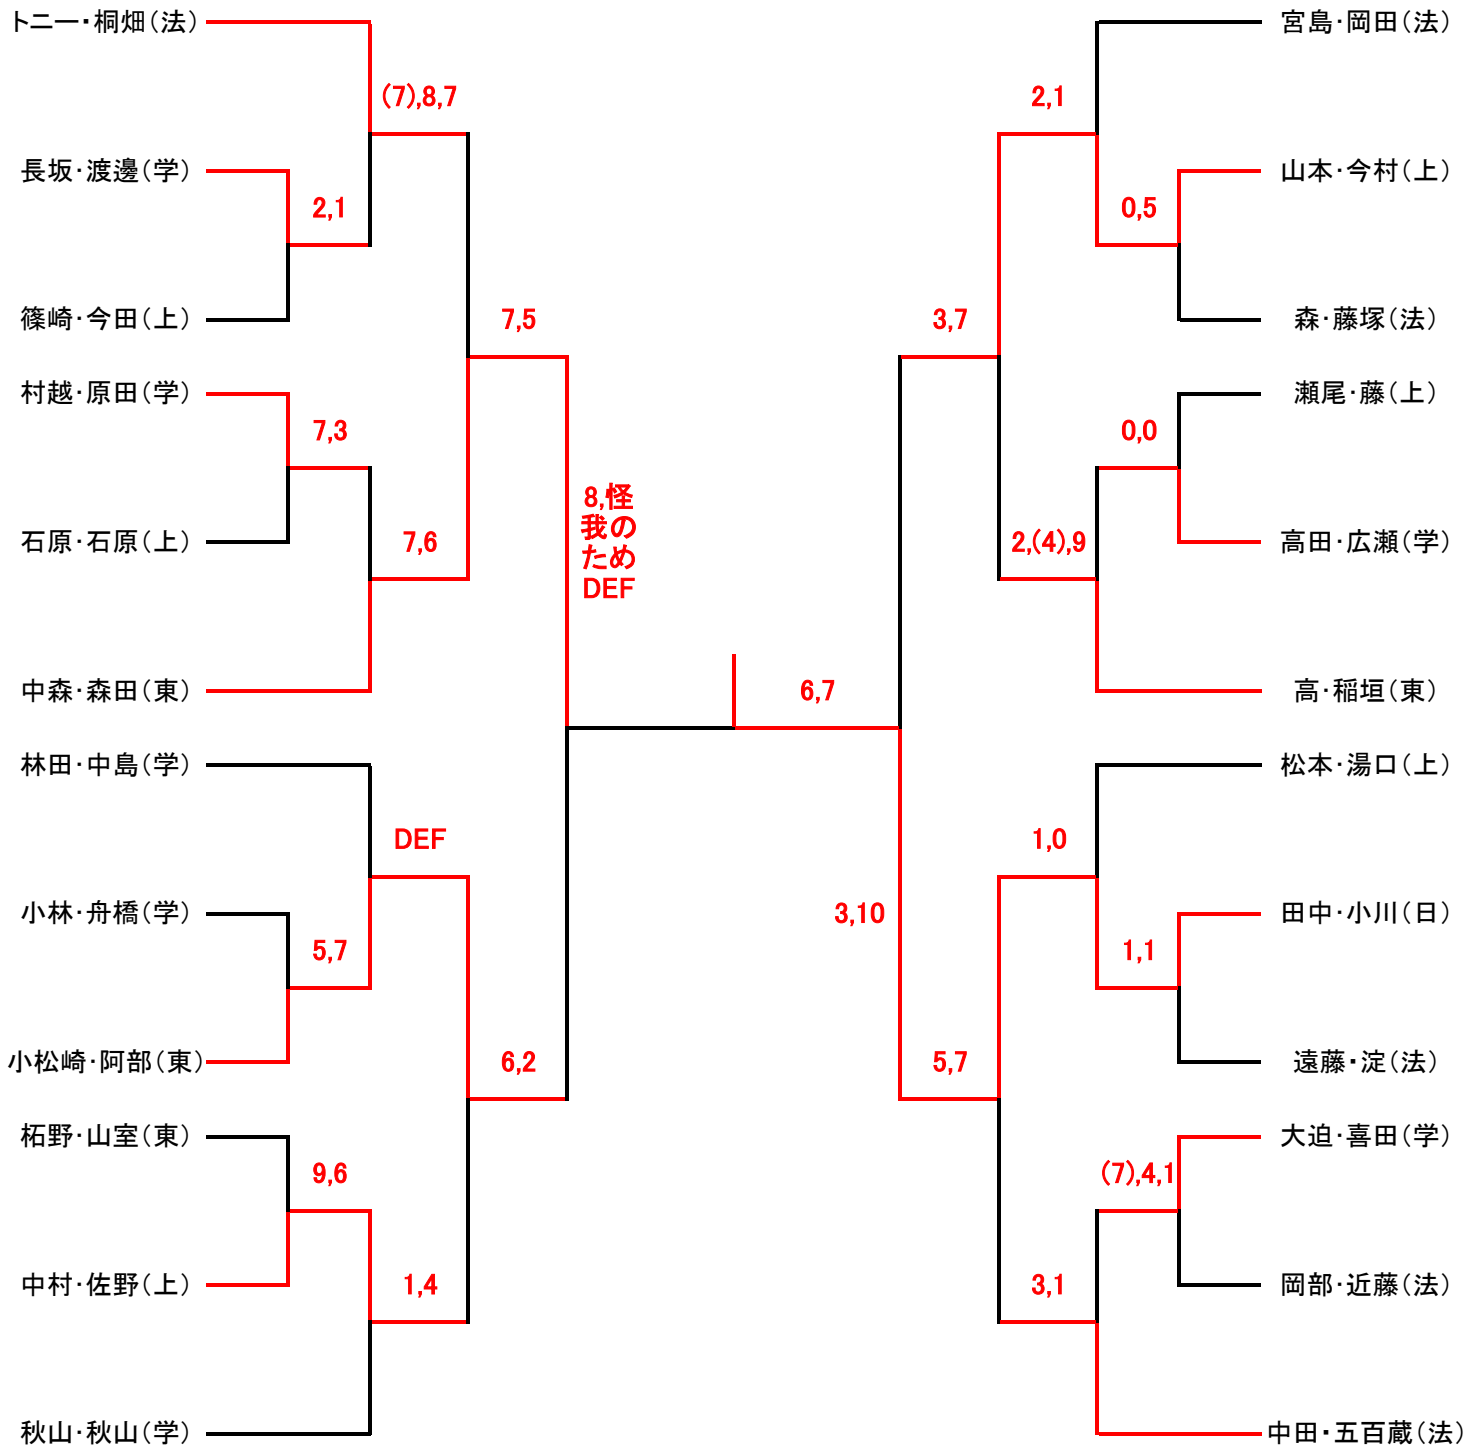 トニー・桐畑(法)
(7),8,7
長坂・渡邊(学)
2,1
篠崎・今田(上)
7,5
村越・原田(学)
7,3
石原・石原(上)
7,6
中森・森田(東)
8,怪
我の
ため
DEF
林田・中島(学)
DEF
小林・舟橋(学)
5,7
小松崎・阿部(東)
6,2
柘野・山室(東)
9,6
中村・佐野(上)
1,4
秋山・秋山(学)
6,7
宮島・岡田(法)
2,1
山本・今村(上)
0,5
森・藤塚(法)
3,7
瀬尾・藤(上)
0,0
高田・広瀬(学)
2,(4),9
高・稲垣(東)
松本・湯口(上)
1,0
田中・小川(日)
3,10
1,1
遠藤・淀(法)
5,7
大迫・喜田(学)
(7),4,1
岡部・近藤(法)
3,1
中田・五百蔵(法)